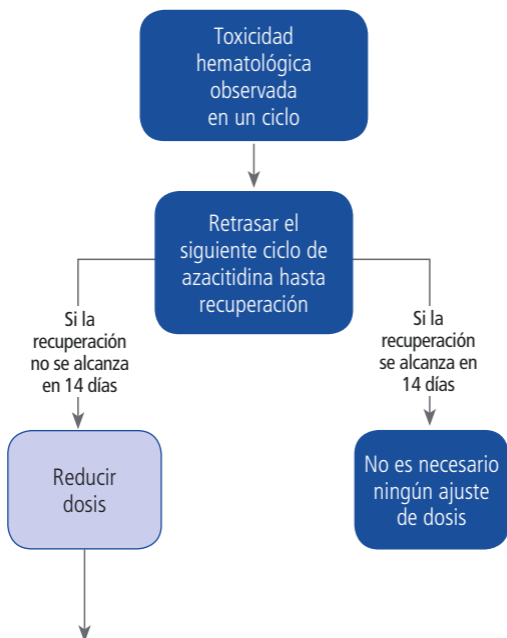 Toxicidad
hematológica
observada
en un ciclo
Retrasar el
siguiente ciclo de
azacitidina hasta
recuperación
Si la
recuperación
no se alcanza
en 14 días
Si la
recuperación
se alcanza en
14 días
Reducir
dosis
No es necesario
ningún ajuste
de dosis